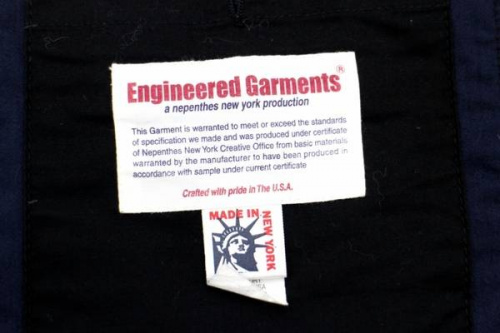 Engineered Garments®
a nepenthes new york production
This Garment is warranted to meet or exceed the standards
of specification we made and was produced under certificate
of Nepenthes New York Creative Office from basic materials
warranted by the manufacturer to have been produced in
accordance with sample under current certificate
Crafted with pride in The U.S.A.
MADE IN
NEW YORK